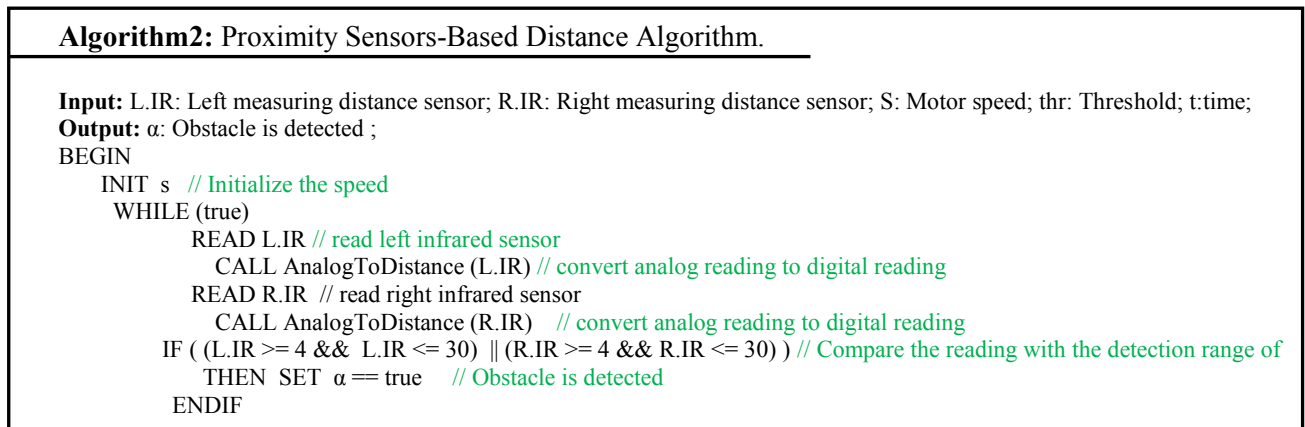 Algorithm2: Proximity Sensors-Based Distance Algorithm.
Input: L.IR: Left measuring distance sensor; R.IR: Right measuring distance sensor; S: Motor speed; thr: Threshold; t:time;
Output: α: Obstacle is detected ;
BEGIN
INIT s // Initialize the speed
WHILE (true)
READ L.IR // read left infrared sensor
CALL AnalogToDistance (L.IR) // convert analog reading to digital reading
READ R.IR // read right infrared sensor
CALL AnalogToDistance (R.IR) // convert analog reading to digital reading
IF ( (L.IR >= 4 && L.IR <= 30) || (R.IR >= 4 && R.IR <= 30) ) // Compare the reading with the detection range of
THEN SET α == true // Obstacle is detected
ENDIF